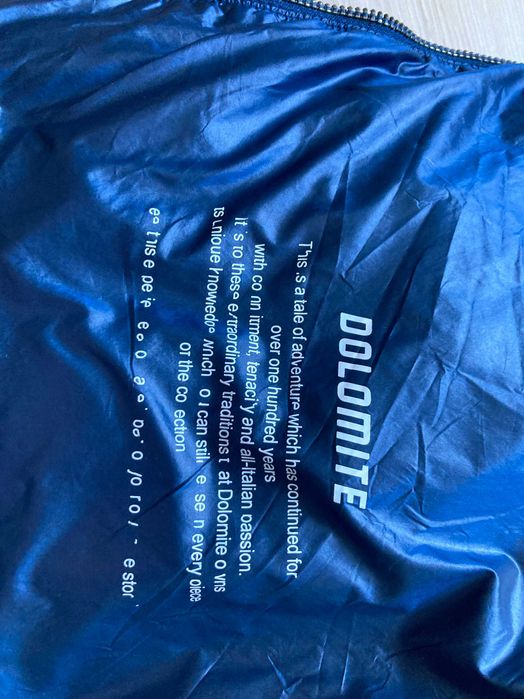 DOLOMITE
This is a tale of adventure which has continued for
over one hundred years
with commitment, tenacity and all-Italian passion.
it's to these extraordinary traditions that Dolomite owns
its unique knowledge which you can still sense in every piece
of the collection